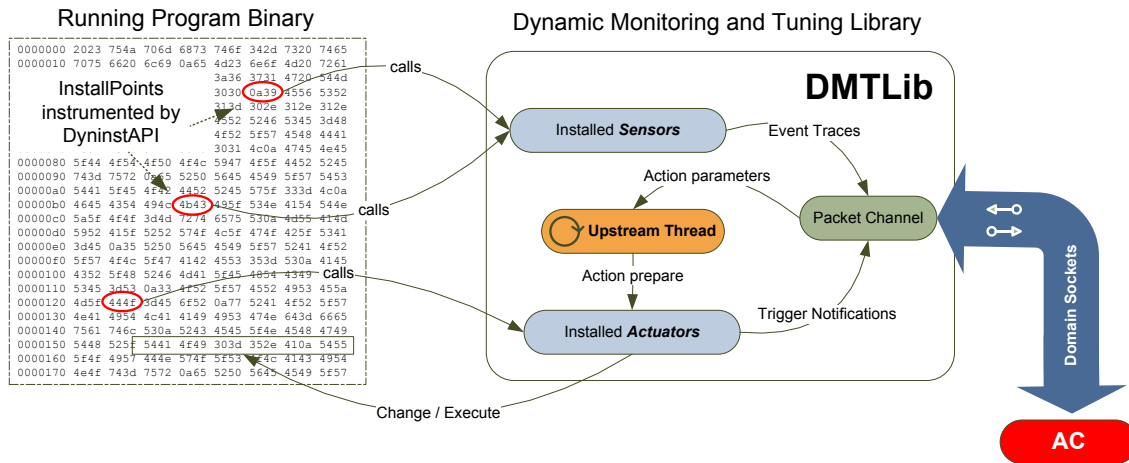 Running Program Binary
Dynamic Monitoring and Tuning Library
0000000 2023 754a 706d 6873 746f 342d 7320 7465
0000010 7075 6620 6c69 0a65 4d23 6e6f 4d20 7261
3a36 3731 4720 544d
3030 0a39 4556 5352
313d 302e 312e 312e
4552 5246 5345 3d48
4f52 5f57 4548 4441
3031 4c0a 4745 4e45
InstallPoints
instrumented by
DyninstAPI
0000080 5f44 4f54 4f50 4f4c 5947 4f5f 4452 5245
0000090 743d 7572 0a65 5250 5645 4549 5f57 5453
00000a0 5441 5f45 4f42 4452 5245 575f 333d 4c0a
00000b0 4645 4354 494c 4b43 495f 534e 4154 544e
00000c0 5a5f 4f4f 3d4d 7274 6575 530a 4d55
00000d0 5952 415f 5252 574f 4c5f 474f 425f 5341
00000e0 3d45 0a35 5250 5645 4549 5f57 5241 4f52
00000f0 5f57 4c5f 4147 4553 353d 530a 4145
0000100 4352 5f48 5246 4d41 5f45 4854 4349
0000110 5345 3d53 0a33 4f52 5f57 4552 4953 455a
0000120 4d5f 444f 3d45 6f52 0a77 5241 4f52 5f57
0000130 4e41 4954 4c41 4149 4953 474e 643d 6665
0000140 7561 746c 530a 5243 4545 5f4e 4548 4749
0000150 5448 525f 5441 4f49 303d 352e 410a 5455
0000160 5f4f 4957 444e 574f 5f53 4f4c 4143 4954
0000170 4e4f 743d 7572 0a65 5250 5645 4549 5f57
calls
calls
calls
Change / Execute
DMTLib
Installed Sensors
Event Traces
Action parameters
Packet Channel
Upstream Thread
Action prepare
Trigger Notifications
Installed Actuators
Domain Sockets
AC